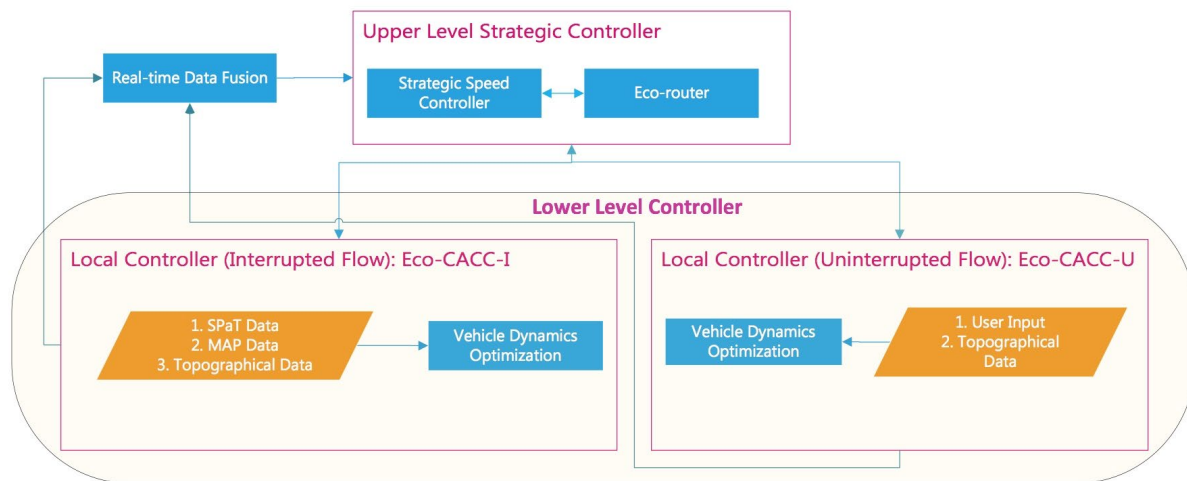 Upper Level Strategic Controller
Real-time Data Fusion
Strategic Speed
Controller
Eco-router
Lower Level Controller
Local Controller (Interrupted Flow): Eco-CACC-I
1. SPaT Data
2. MAP Data
3. Topographical Data
Vehicle Dynamics
Optimization
Local Controller (Uninterrupted Flow): Eco-CACC-U
Vehicle Dynamics
Optimization
1. User Input
2. Topographical
Data